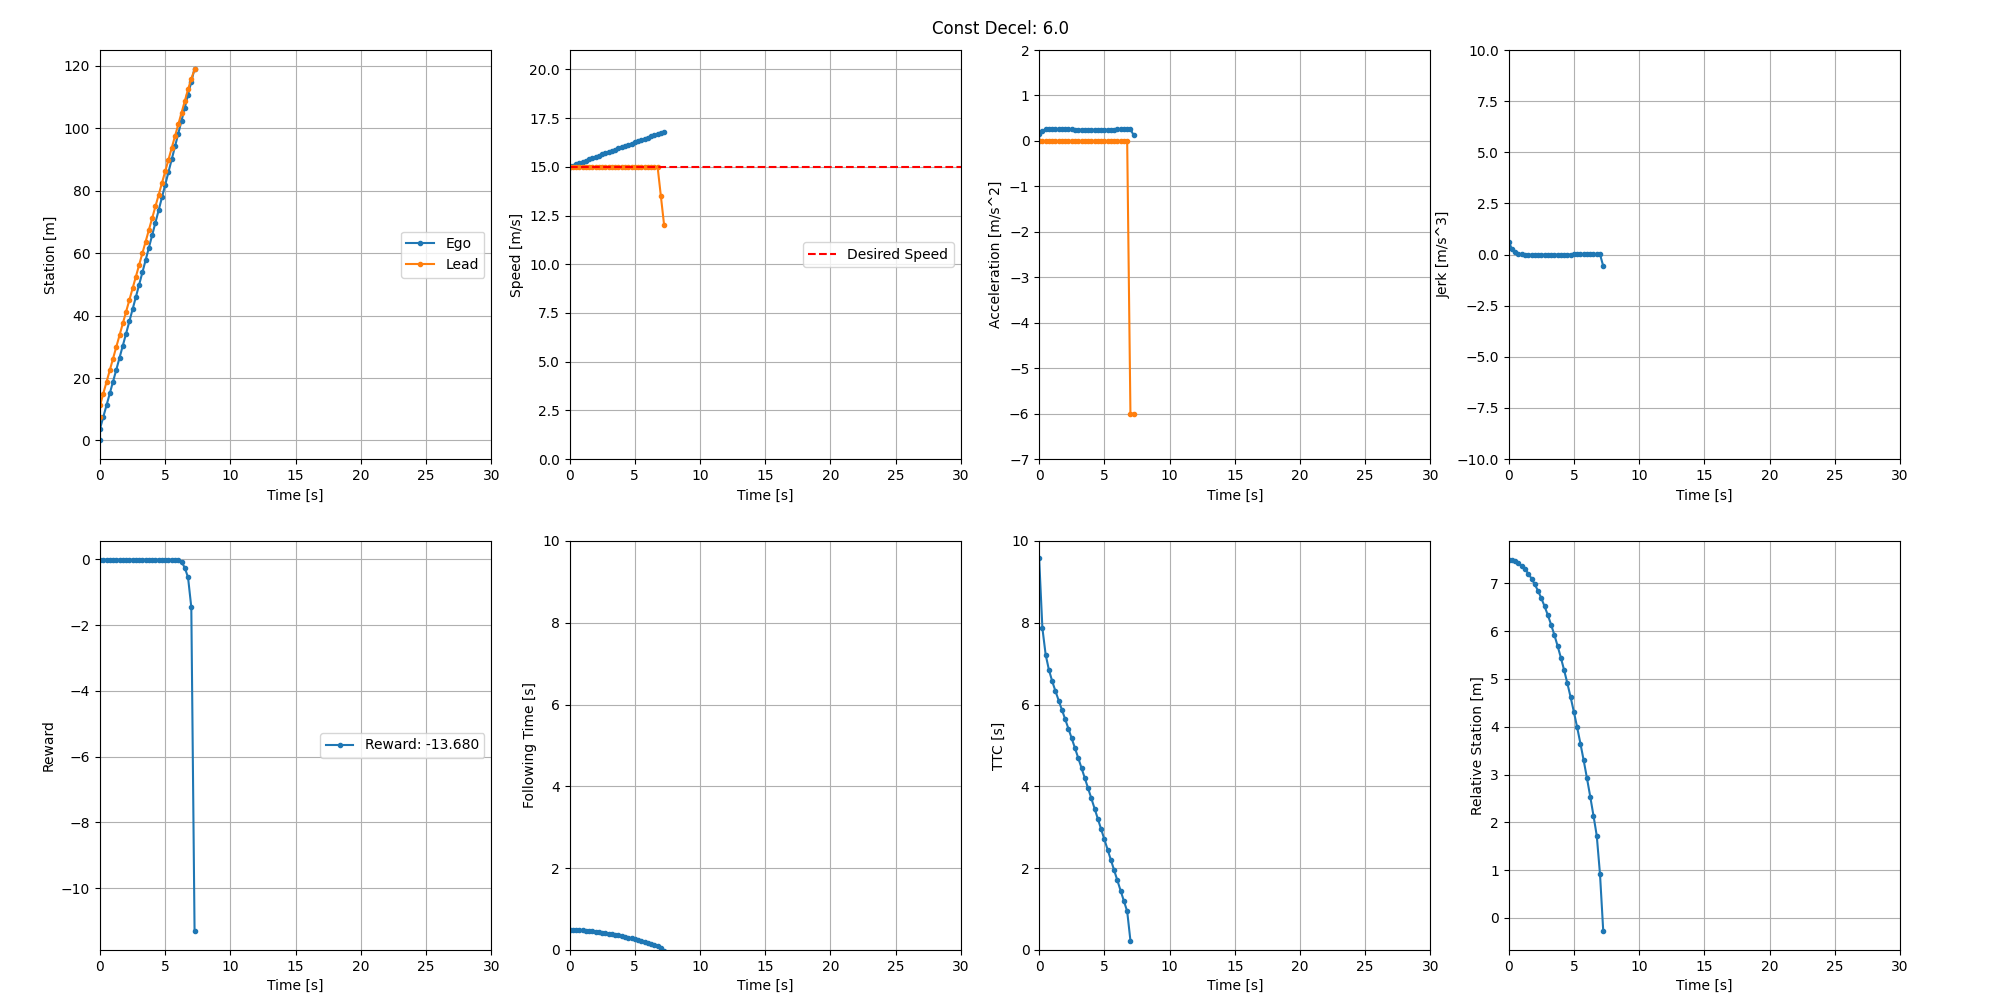 Const Decel: 6.0
Station [m]
120
100
80
60
40
20
0
Ego
Lead
0 5 10 15 20 25 30
Time [s]
Speed [m/s]
20.0
17.5
15.0
12.5
10.0
7.5
5.0
2.5
0.0
Desired Speed
0 5 10 15 20 25 30
Time [s]
Acceleration [m/s^2]
2
1
0
−1
−2
−3
−4
−5
−6
−7
0 5 10 15 20 25 30
Time [s]
Jerk [m/s^3]
10.0
7.5
5.0
2.5
0.0
−2.5
−5.0
−7.5
−10.0
0 5 10 15 20 25 30
Time [s]
Reward
0
−2
−4
−6
−8
−10
Reward: -13.680
0 5 10 15 20 25 30
Time [s]
Following Time [s]
10
8
6
4
2
0
0 5 10 15 20 25 30
Time [s]
TTC [s]
10
8
6
4
2
0
0 5 10 15 20 25 30
Time [s]
Relative Station [m]
7
6
5
4
3
2
1
0
0 5 10 15 20 25 30
Time [s]